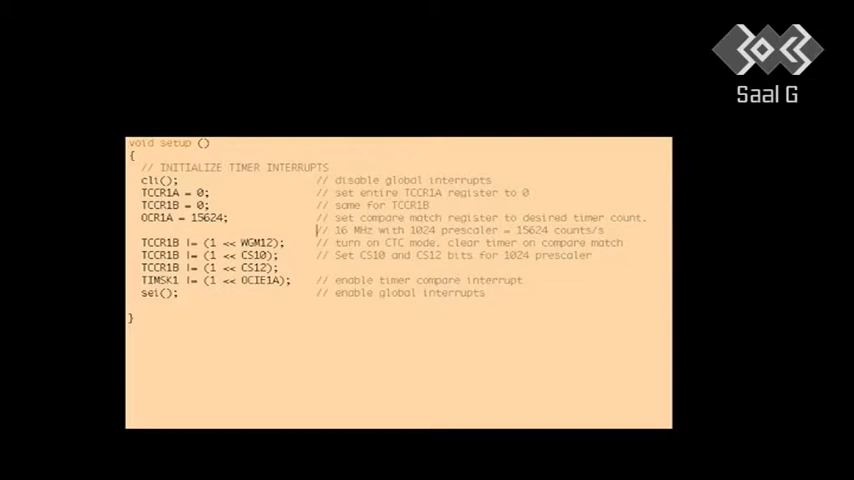 Saal G
void setup ()
{
// INITIALIZE TIMER INTERRUPTS
cli(); // disable global interrupts
TCCR1A = 0; // set entire TCCR1A register to 0
TCCR1B = 0; // same for TCCR1B
OCR1A = 15624; // set compare match register to desired timer count.
// 16 MHz with 1024 prescaler = 15624 counts/s
TCCR1B |= (1 << WGM12); // turn on CTC mode. clear timer on compare match
TCCR1B |= (1 << CS10); // Set CS10 and CS12 bits for 1024 prescaler
TCCR1B |= (1 << CS12);
TIMSK1 |= (1 << OCIE1A); // enable timer compare interrupt
sei(); // enable global interrupts
}